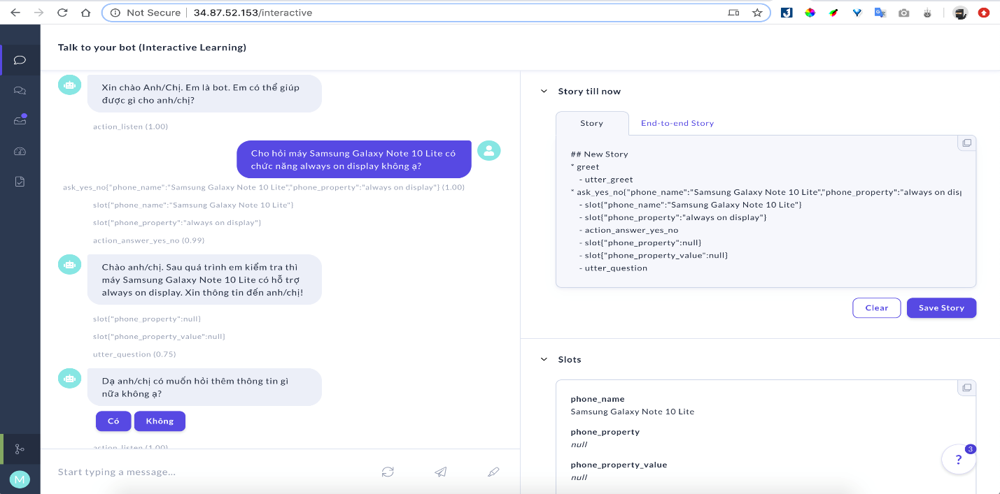 Not Secure | 34.87.52.153/interactive
Talk to your bot (Interactive Learning)
Xin chào Anh/Chị. Em là bot. Em có thể giúp
được gì cho anh/chị?
action_listen (1.00)
Cho hỏi máy Samsung Galaxy Note 10 Lite có
chức năng always on display không ạ?
ask_yes_no{"phone_name":"Samsung Galaxy Note 10 Lite","phone_property":"always on display"} (1.00)
slot{"phone_name":"Samsung Galaxy Note 10 Lite"}
slot{"phone_property":"always on display"}
action_answer_yes_no (0.99)
Chào anh/chị. Sau quá trình em kiểm tra thì
máy Samsung Galaxy Note 10 Lite có hỗ trợ
always on display. Xin thông tin đến anh/chị!
slot{"phone_property":null}
slot{"phone_property_value":null}
utter_question (0.75)
Dạ anh/chị có muốn hỏi thêm thông tin gì
nữa không ạ?
Có
Không
action_listen (1.00)
Start typing a message...
M
Story till now
Story
End-to-end Story
## New Story
* greet
- utter_greet
* ask_yes_no{"phone_name":"Samsung Galaxy Note 10 Lite","phone_property":"always on disp
- slot{"phone_name":"Samsung Galaxy Note 10 Lite"}
- slot{"phone_property":"always on display"}
- action_answer_yes_no
- slot{"phone_property":null}
- slot{"phone_property_value":null}
- utter_question
Clear
Save Story
Slots
phone_name
Samsung Galaxy Note 10 Lite
phone_property
null
phone_property_value
null
3
?